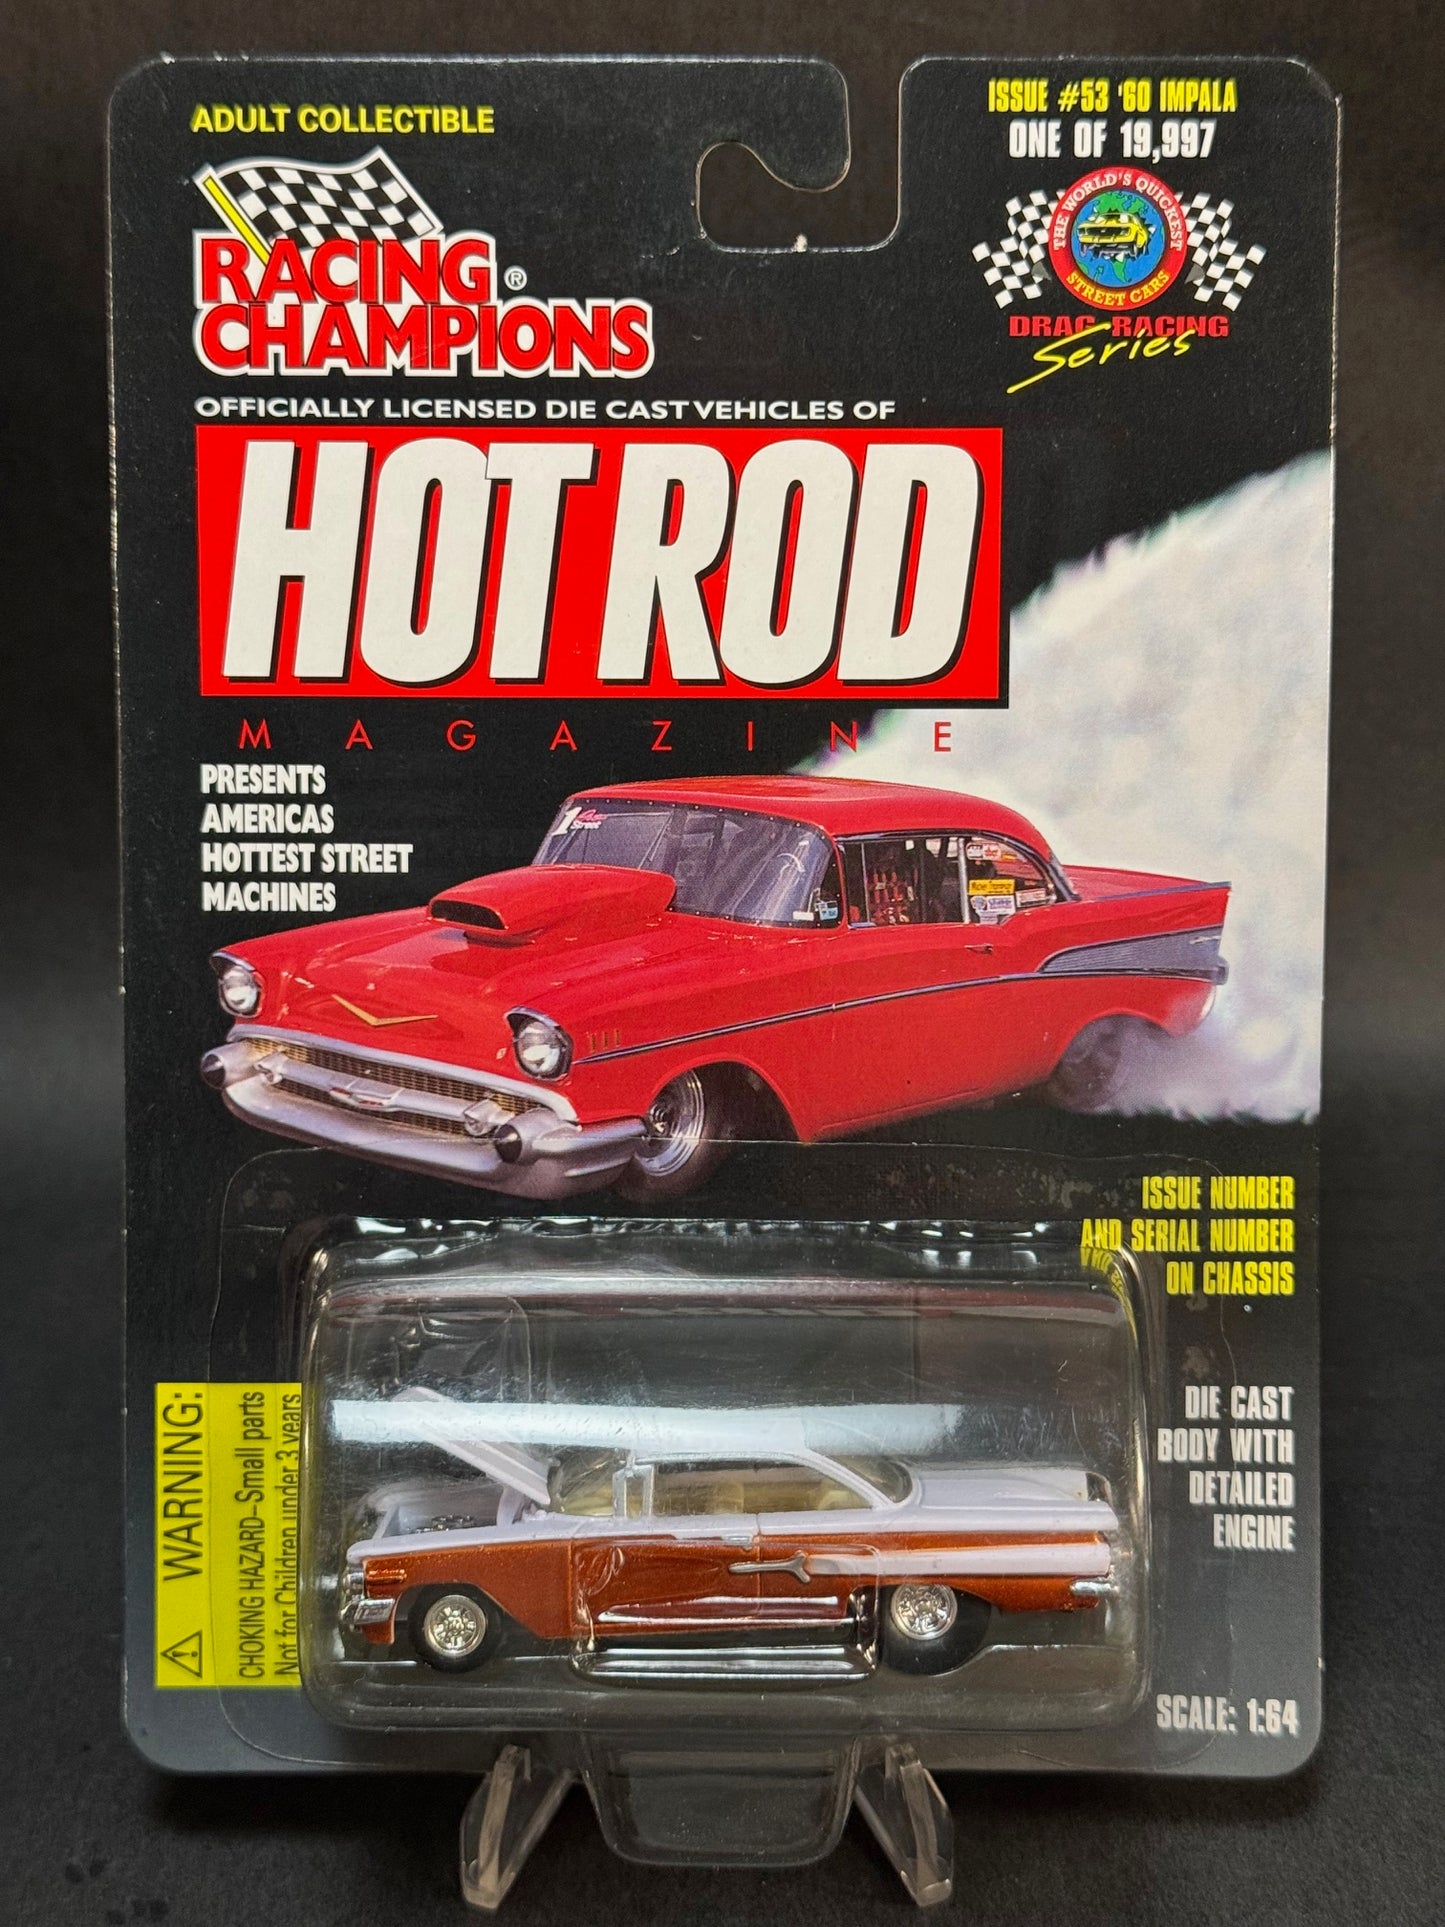 ADULT COLLECTIBLE
ISSUE #53 '60 IMPALA
ONE OF 19,997
THE WORLD'S QUICKEST
STREET CARS
DRAG RACING
Series
RACING ®
CHAMPIONS
OFFICIALLY LICENSED DIE CAST VEHICLES OF
HOT ROD
MAGAZINE
PRESENTS
AMERICAS
HOTTEST STREET
MACHINES
1
Street
ISSUE NUMBER
AND SERIAL NUMBER
ON CHASSIS
WARNING:
CHOKING HAZARD–Small parts
Not for Children under 3 years
DIE CAST
BODY WITH
DETAILED
ENGINE
SCALE: 1:64